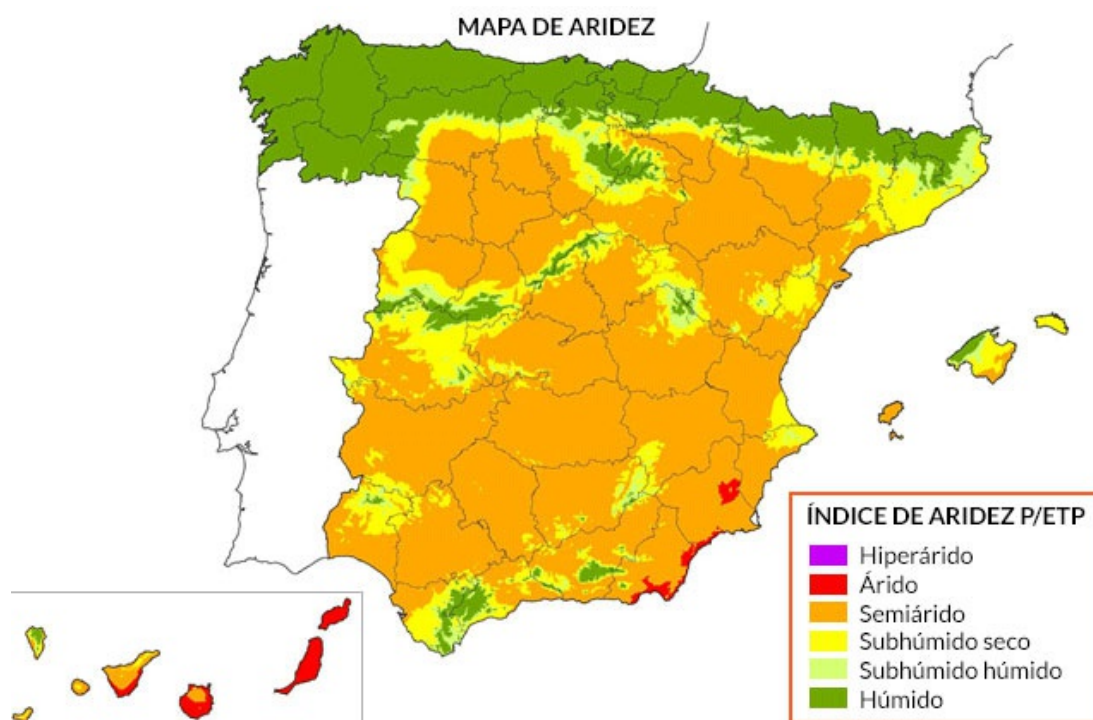 MAPA DE ARIDEZ
ÍNDICE DE ARIDEZ P/ETP
Hiperárido
Árido
Semiárido
Subhúmido seco
Subhúmido húmido
Húmido